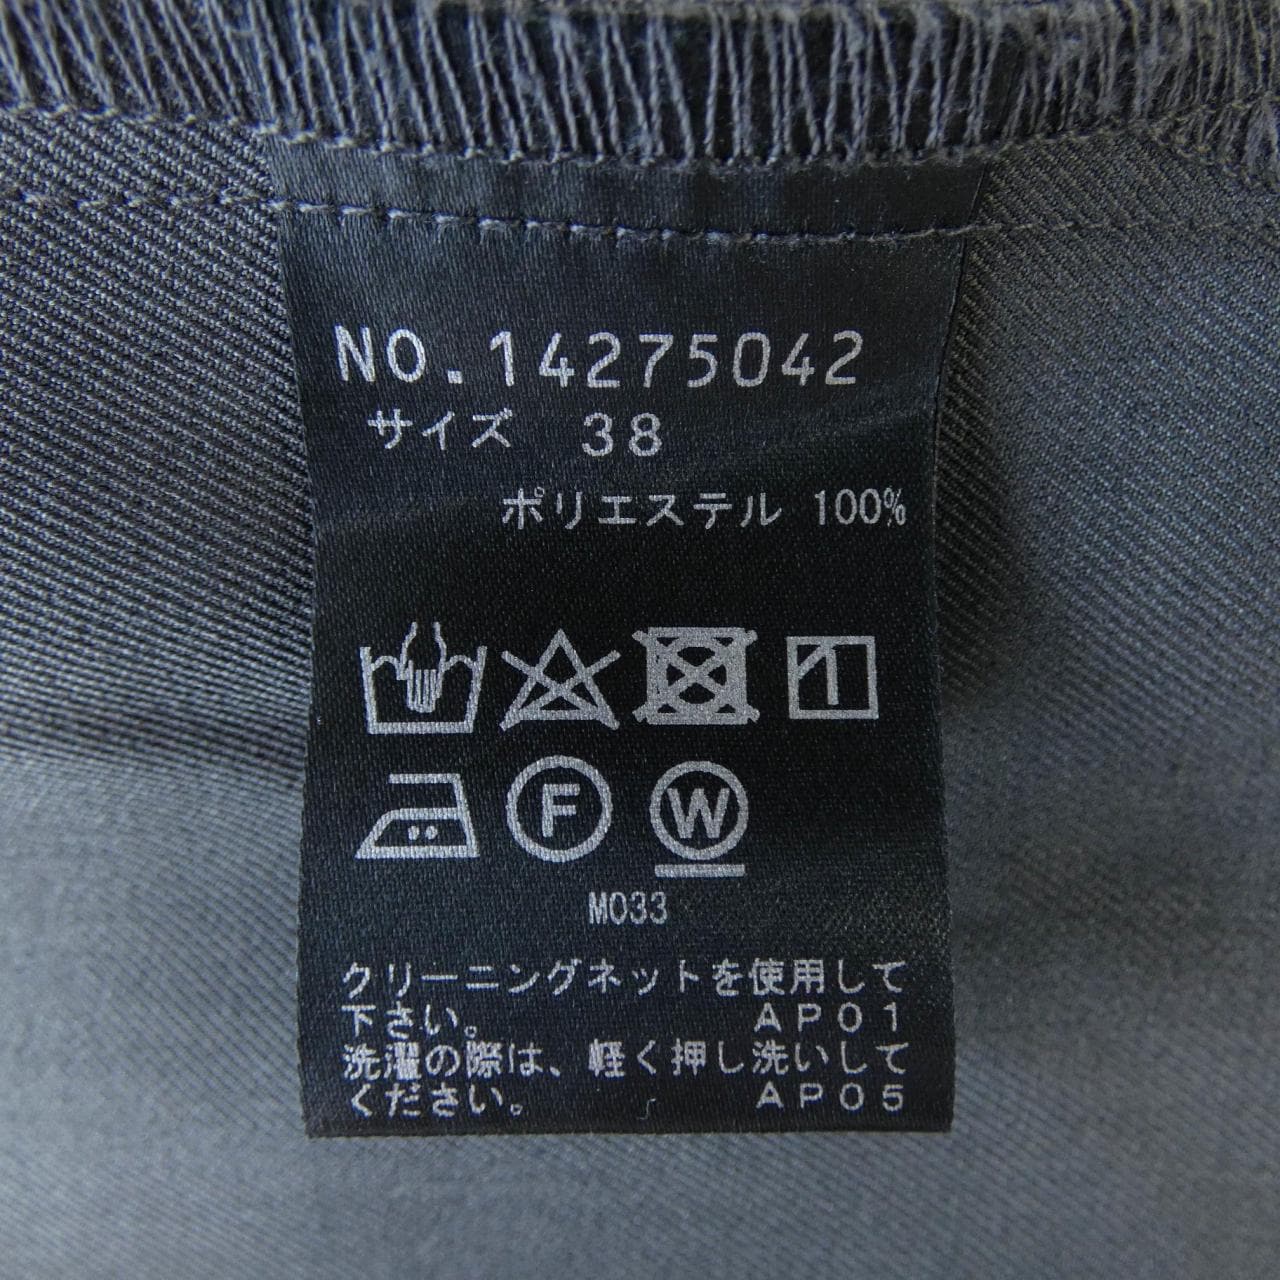 NO.14275042
サイズ 38
ポリエステル 100%
F W
M033
クリーニングネットを使用して
下さい。 AP01
洗濯の際は、軽く押し洗いして
ください。 AP05